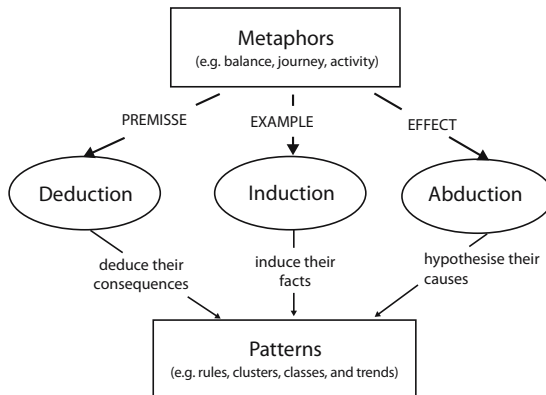 Metaphors
(e.g. balance, journey, activity)
PREMISSE
EXAMPLE
EFFECT
Deduction
Induction
Abduction
deduce their
consequences
induce their
facts
hypothesise their
causes
Patterns
(e.g. rules, clusters, classes, and trends)